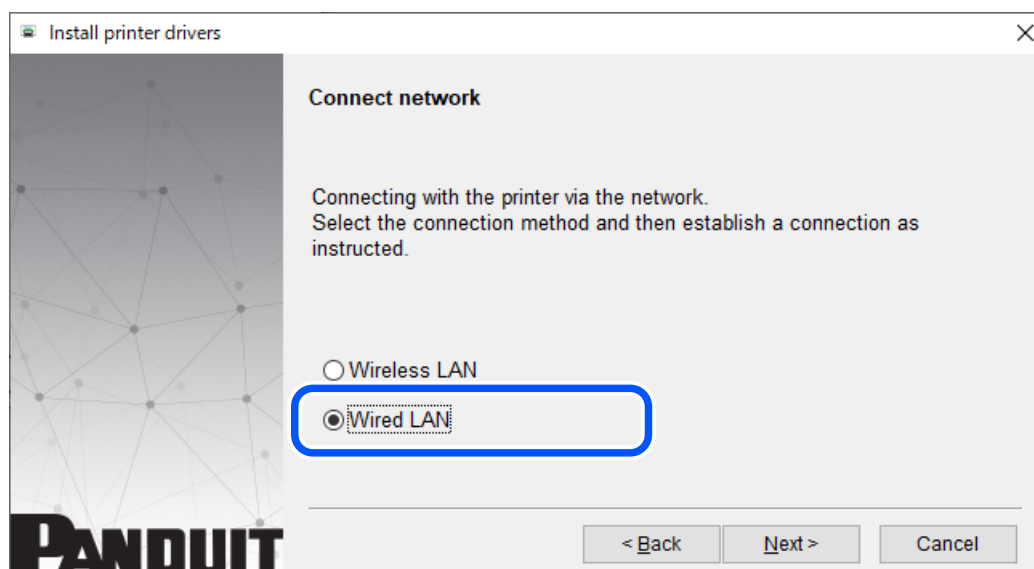 Install printer drivers
Connect network
Connecting with the printer via the network.
Select the connection method and then establish a connection as
instructed.
Wireless LAN
Wired LAN
PANDUIT
< Back
Next >
Cancel